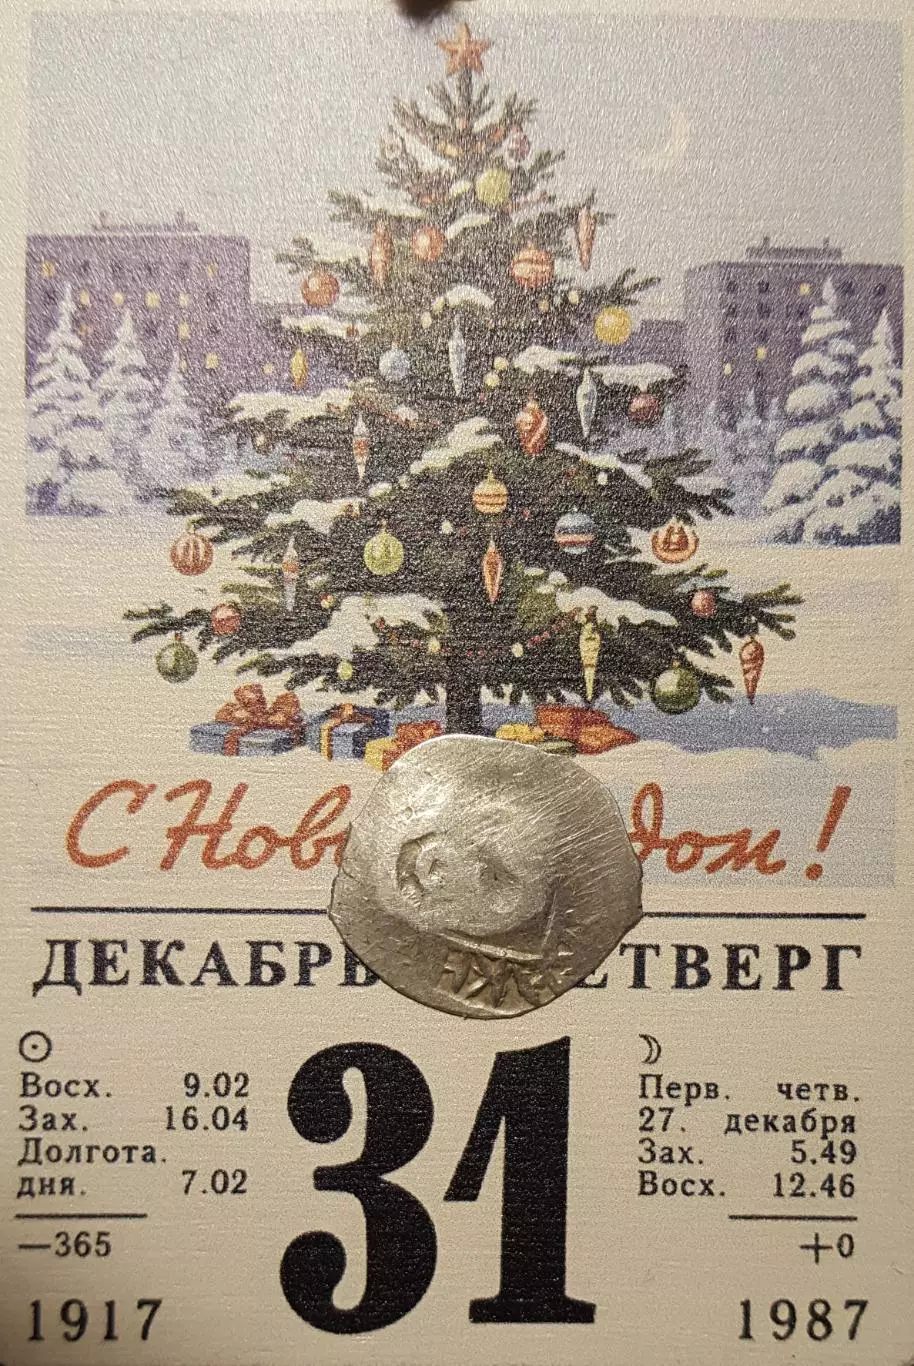 С Новы дом!
ДЕКАБРЬ ЕТВЕРГ
Восх. 9.02
Зах. 16.04
Долгота.
дня. 7.02
—365
1917
31
Перв. четв.
27. декабря
Зах. 5.49
Восх. 12.46
+0
1987